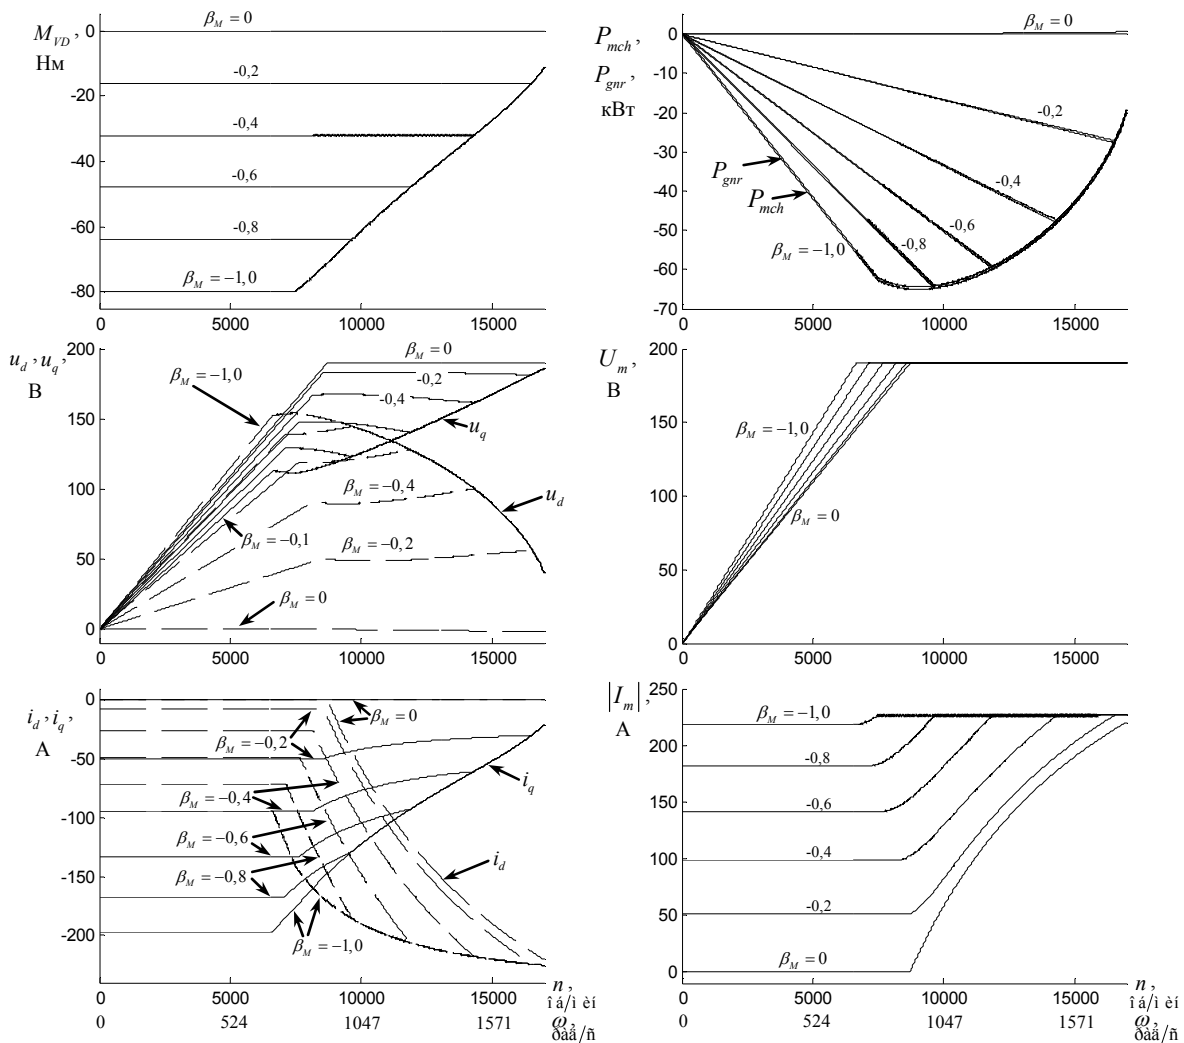 M_VD, Нм
0
-20
-40
-60
-80
β_M = 0
-0,2
-0,4
-0,6
-0,8
β_M = −1,0
0 5000 10000 15000
P_mch,
P_gnr,
кВт
0
-10
-20
-30
-40
-50
-60
-70
β_M = 0
-0,2
-0,4
-0,6
-0,8
β_M = −1,0
P_gnr
P_mch
0 5000 10000 15000
u_d, u_q,
В
200
150
100
50
0
β_M = 0
β_M = −1,0
-0,2
-0,4
u_q
β_M = −0,4
u_d
β_M = −0,1
β_M = −0,2
β_M = 0
0 5000 10000 15000
U_m,
В
200
150
100
50
0
β_M = −1,0
β_M = 0
0 5000 10000 15000
i_d, i_q,
А
0
-50
-100
-150
-200
β_M = 0
β_M = −0,2
i_q
β_M = −0,4
β_M = −0,6
i_d
β_M = −0,8
β_M = −1,0
0 5000 10000 15000
n,
îá/ìèí
0 524 1047 1571
ω,
ðàä/ñ
|I_m|,
А
250
200
150
100
50
0
β_M = −1,0
-0,8
-0,6
-0,4
-0,2
β_M = 0
0 5000 10000 15000
n,
îá/ìèí
0 524 1047 1571
ω,
ðàä/ñ